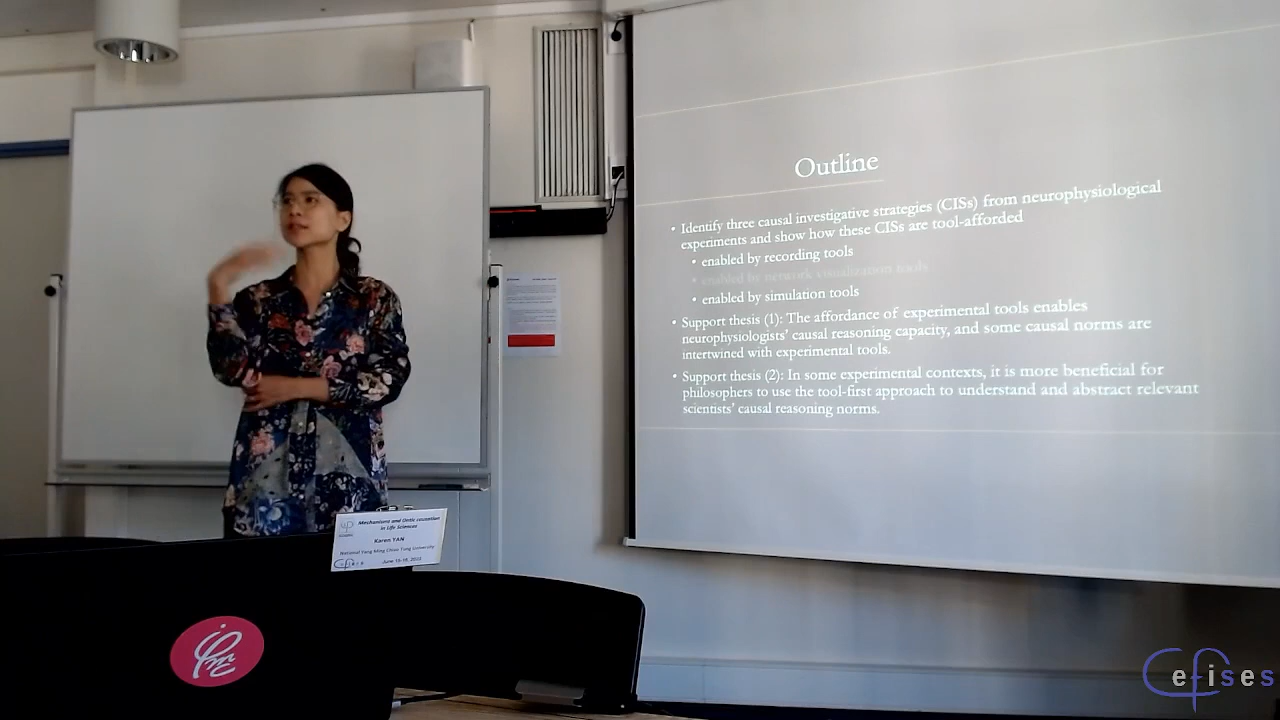 Outline
• Identify three causal investigative strategies (CISs) from neurophysiological
experiments and show how these CISs are tool-afforded
• enabled by recording tools
• enabled by network visualization tools
• enabled by simulation tools
• Support thesis (1): The affordance of experimental tools enables
neurophysiologists' causal reasoning capacity, and some causal norms are
intertwined with experimental tools.
• Support thesis (2): In some experimental contexts, it is more beneficial for
philosophers to use the tool-first approach to understand and abstract relevant
scientists' causal reasoning norms.
Mechanisms and Ontic causation
in Life Sciences
Karen YAN
National Yang Ming Chiao Tung University
June 15-16,
Cefises